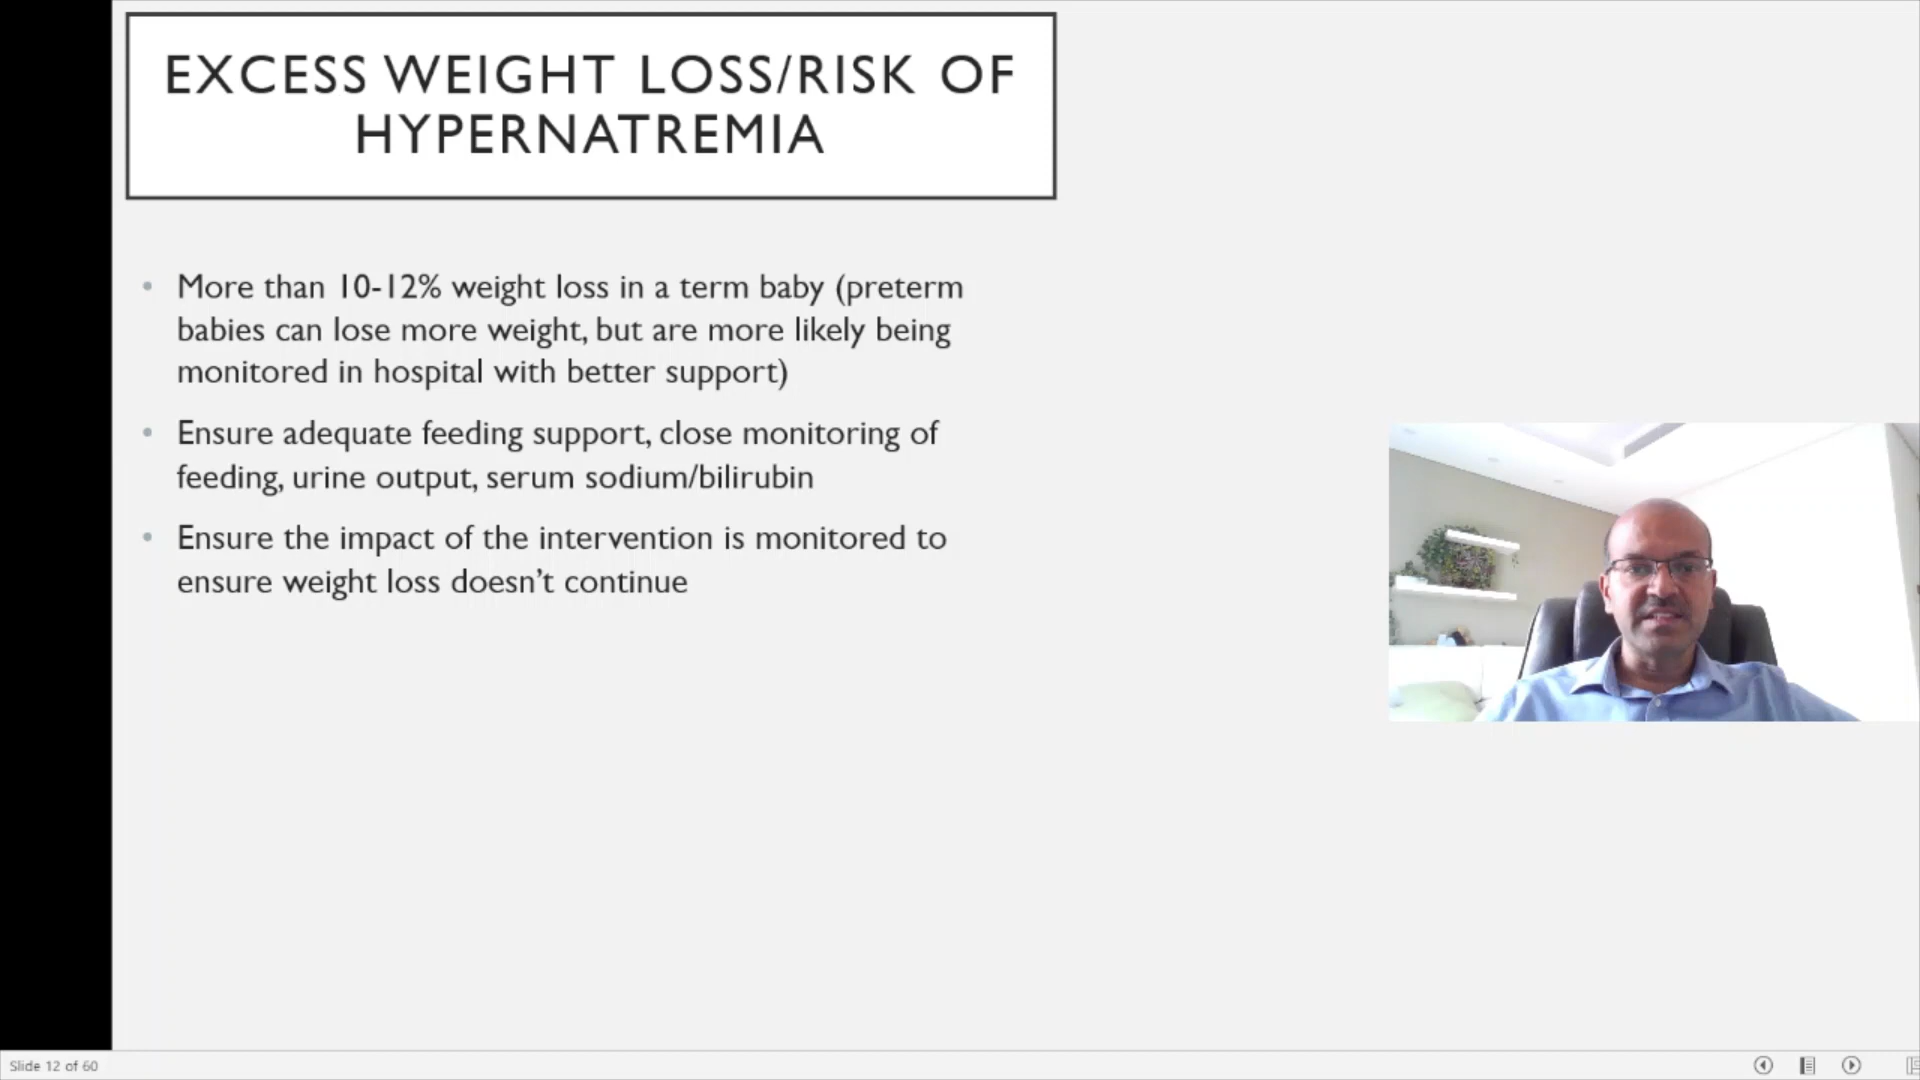 EXCESS WEIGHT LOSS/RISK OF
HYPERNATREMIA
• More than 10-12% weight loss in a term baby (preterm
babies can lose more weight, but are more likely being
monitored in hospital with better support)
• Ensure adequate feeding support, close monitoring of
feeding, urine output, serum sodium/bilirubin
• Ensure the impact of the intervention is monitored to
ensure weight loss doesn't continue
Slide 12 of 60